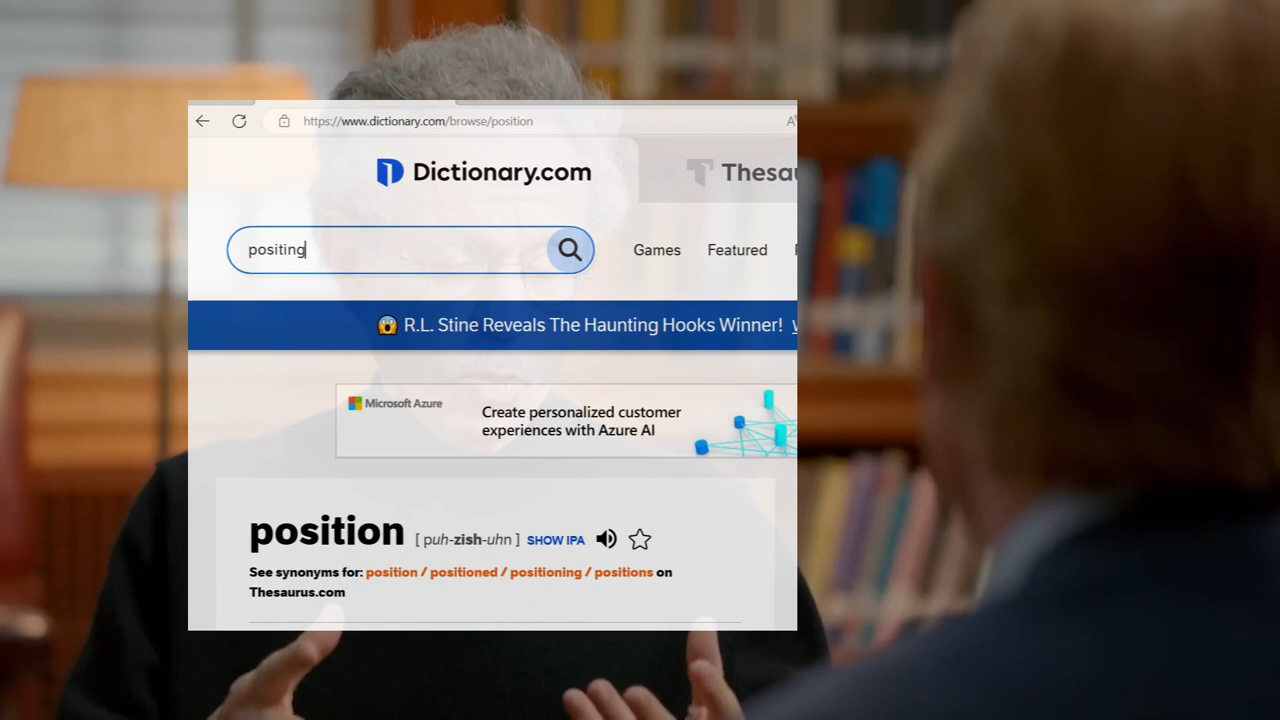 https://www.dictionary.com/browse/position
Dictionary.com
positing
Games Featured
😱 R.L. Stine Reveals The Haunting Hooks Winner!
Microsoft Azure
Create personalized customer
experiences with Azure AI
position [ puh-zish-uhn ] SHOW IPA
See synonyms for: position / positioned / positioning / positions on
Thesaurus.com